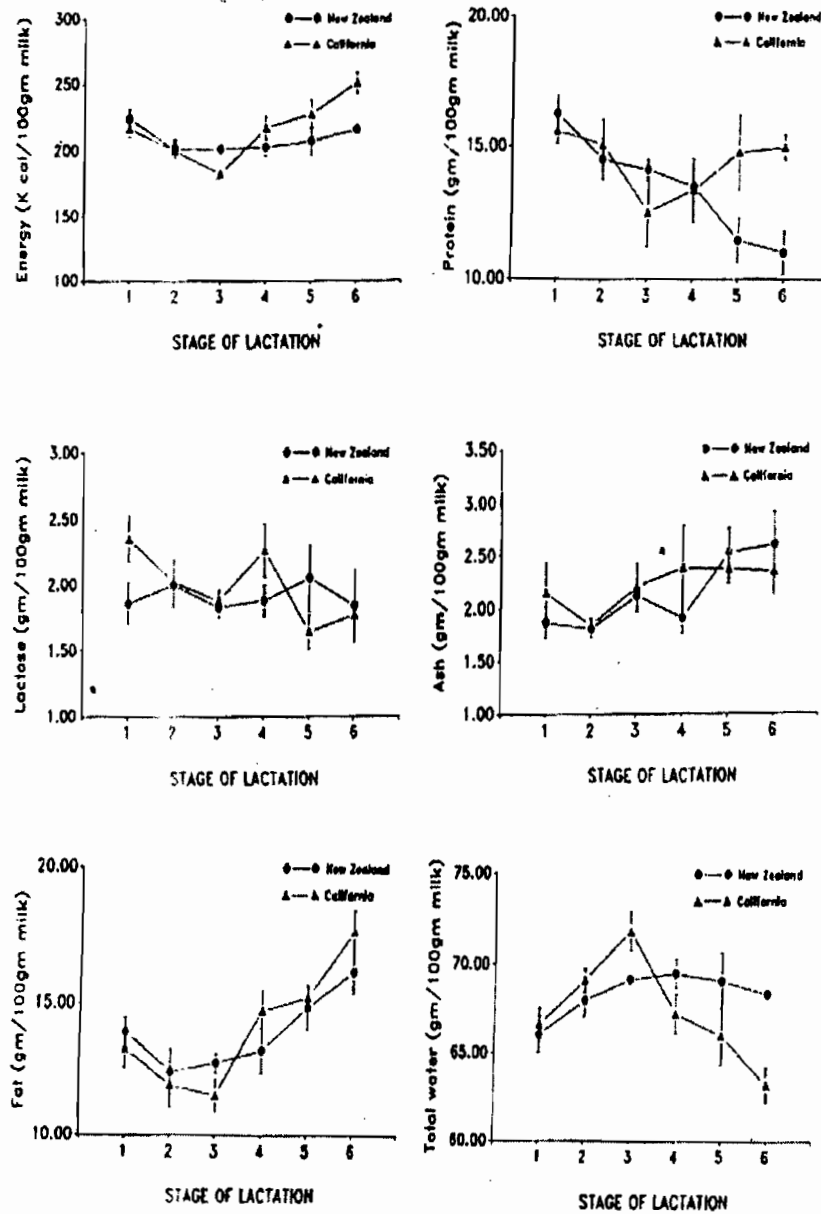 Energy (K cal/100gm milk)
300
250
200
150
100
New Zealand
California
1 2 3 4 5 6
STAGE OF LACTATION
Protein (gm/100gm milk)
20.00
15.00
10.00
New Zealand
California
1 2 3 4 5 6
STAGE OF LACTATION
Lactose (gm/100gm milk)
3.00
2.50
2.00
1.50
1.00
New Zealand
California
1 2 3 4 5 6
STAGE OF LACTATION
Ash (gm/100gm milk)
3.50
3.00
2.50
2.00
1.50
1.00
New Zealand
California
1 2 3 4 5 6
STAGE OF LACTATION
Fat (gm/100gm milk)
20.00
15.00
10.00
New Zealand
California
1 2 3 4 5 6
STAGE OF LACTATION
Total water (gm/100gm milk)
75.00
70.00
65.00
60.00
New Zealand
California
1 2 3 4 5 6
STAGE OF LACTATION